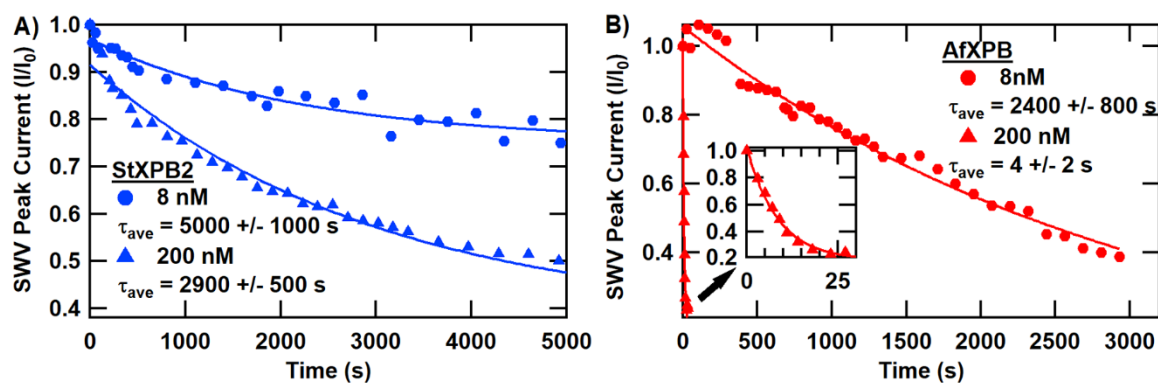 A)
SWV Peak Current (I/I₀)
1.0
0.9
0.8
0.7
0.6
0.5
0.4
StXPB2
8 nM
τave = 5000 +/- 1000 s
200 nM
τave = 2900 +/- 500 s
0 1000 2000 3000 4000 5000
Time (s)
B)
SWV Peak Current (I/I₀)
1.0
0.8
0.6
0.4
AfXPB
8nM
τave = 2400 +/- 800 s
200 nM
τave = 4 +/- 2 s
1.0
0.8
0.6
0.4
0.2
0 25
0 500 1000 1500 2000 2500 3000
Time (s)